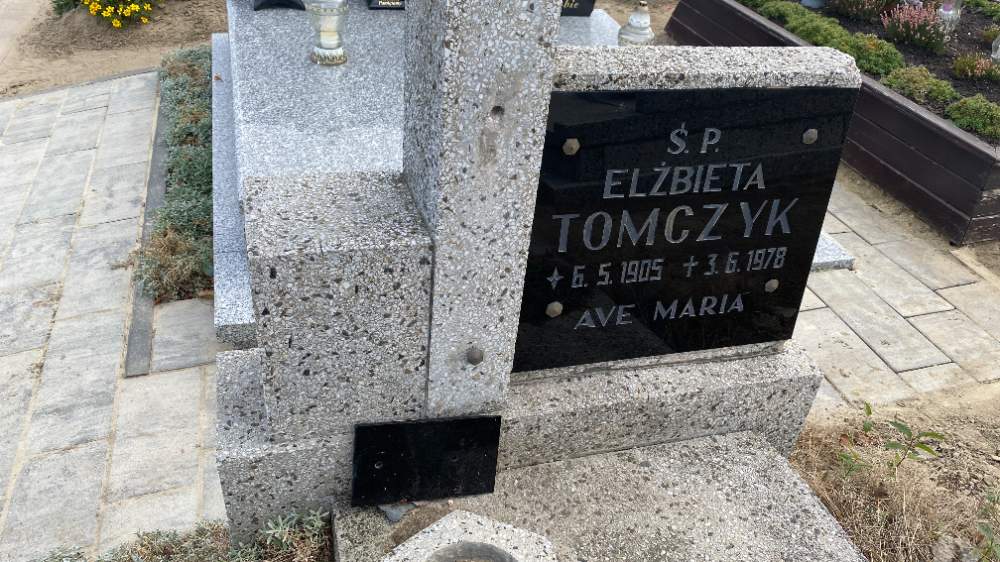 Ś. P.
ELŻBIETA
TOMCZYK
6. 5. 1905 3. 6. 1978
AVE MARIA